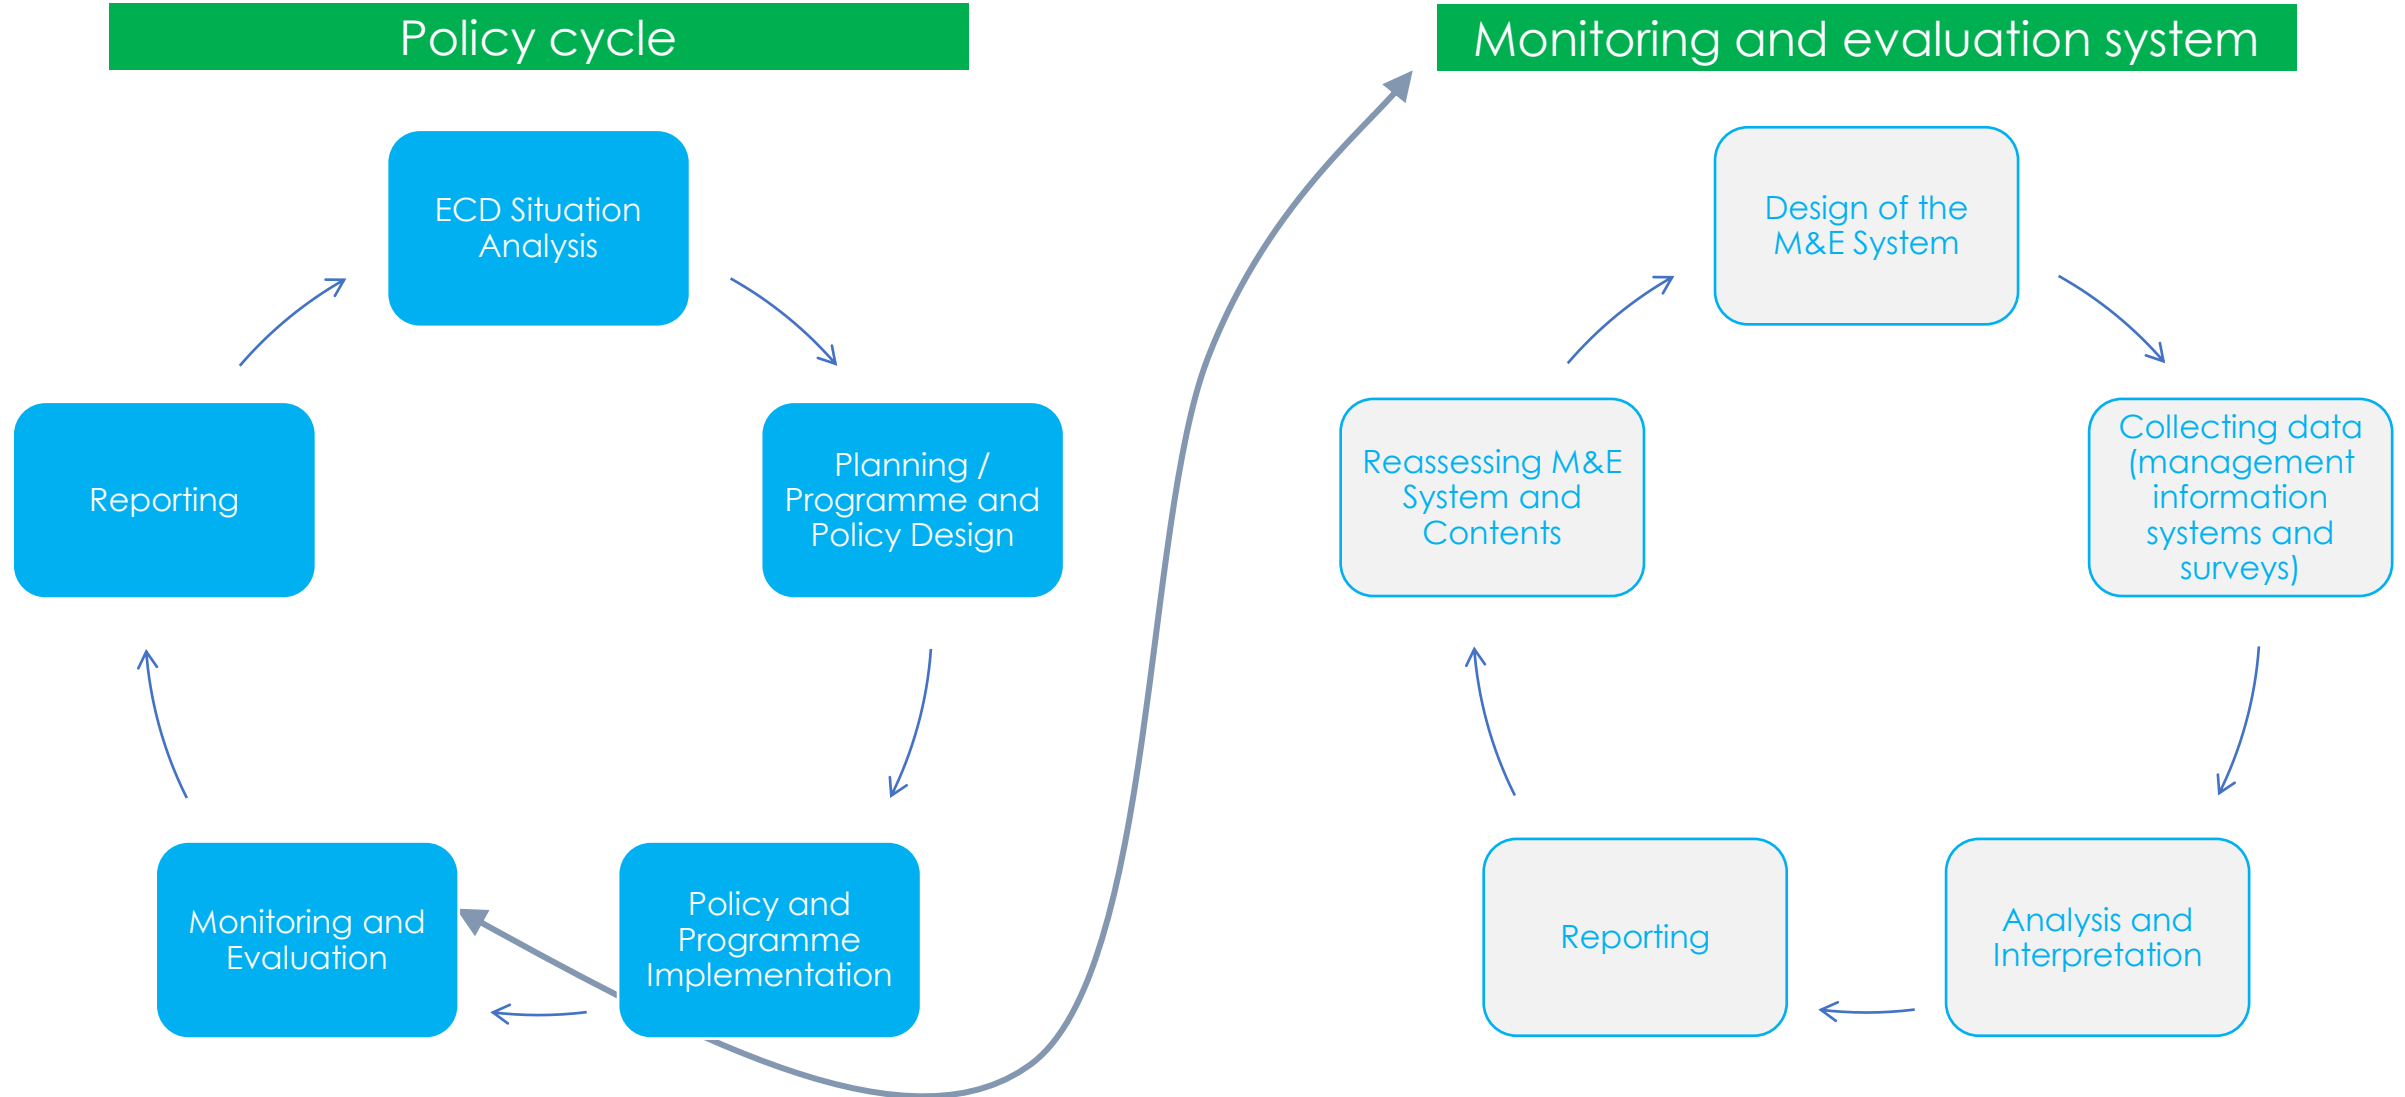 Policy cycle
ECD Situation
Analysis
Planning /
Programme and
Policy Design
Policy and
Programme
Implementation
Monitoring and
Evaluation
Reporting
Monitoring and evaluation system
Design of the
M&E System
Collecting data
(management
information
systems and
surveys)
Analysis and
Interpretation
Reporting
Reassessing M&E
System and
Contents